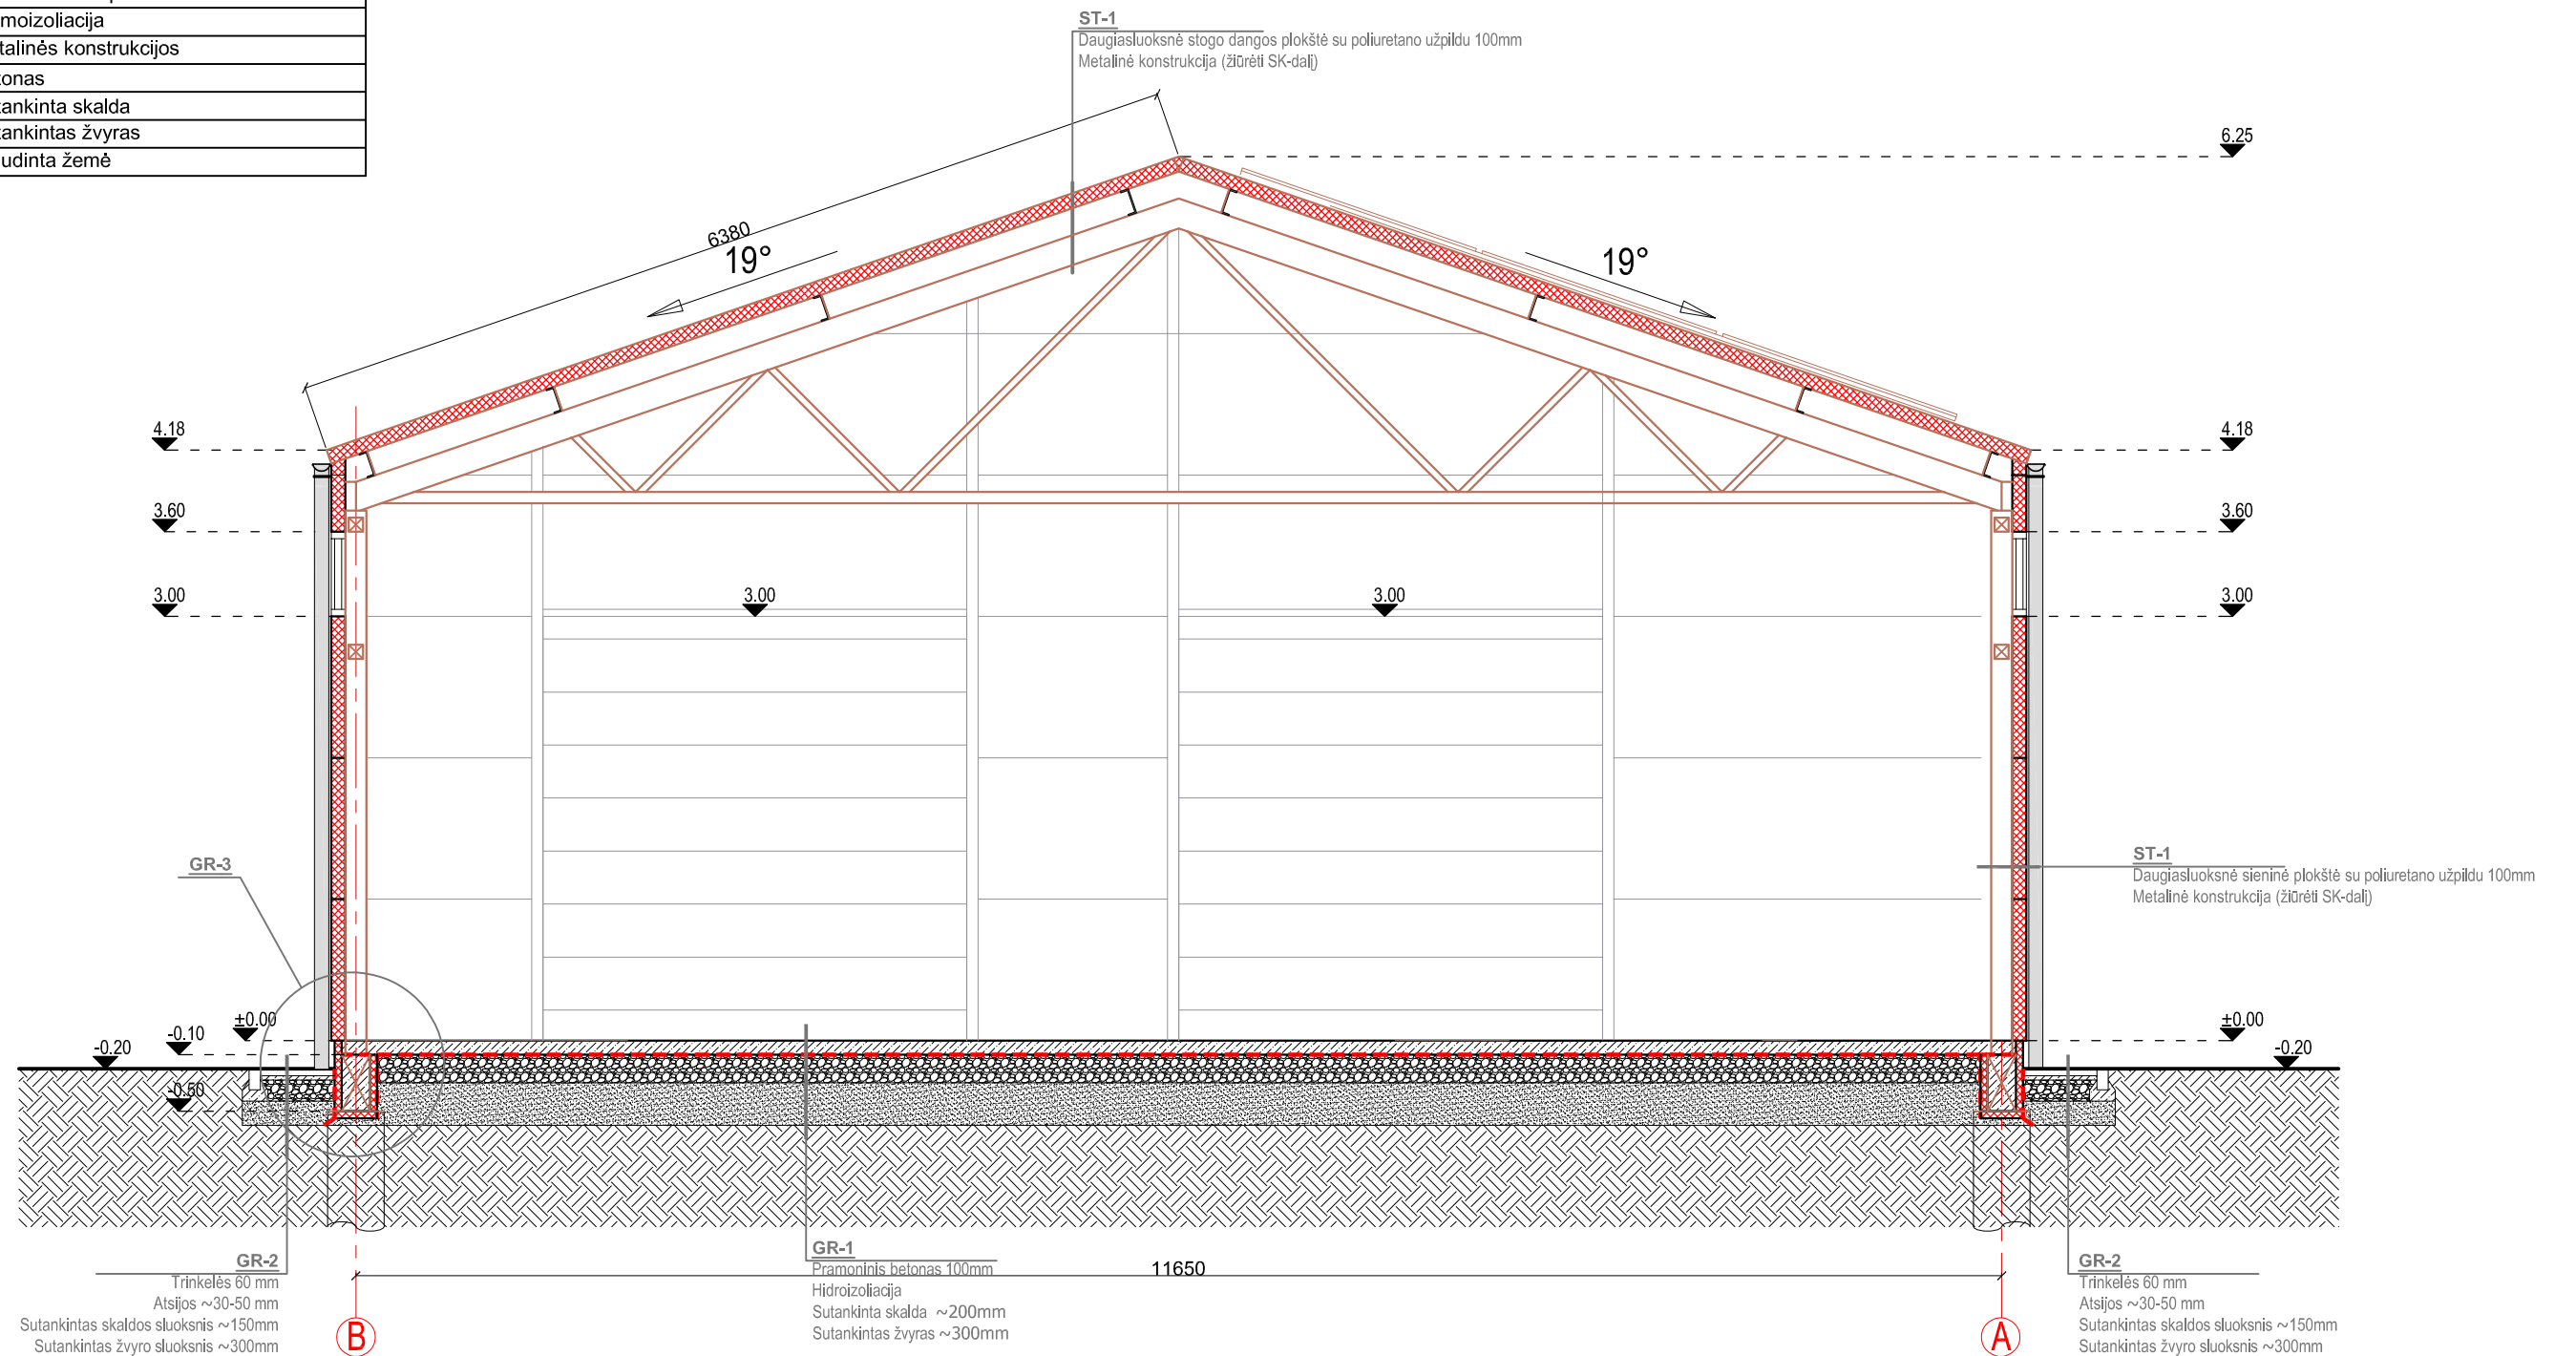 moizoliacija
talinės konstrukcijos
onas
tankinta skalda
tankintas žvyras
udinta žemė
ST-1
Daugiasluoksnė stogo dangos plokštė su poliuretano užpildu 100mm
Metalinė konstrukcija (žiūrėti SK-dalį)
6.25
6380
19°
19°
4.18
4.18
3.60
3.60
3.00
3.00
3.00
3.00
GR-3
ST-1
Daugiasluoksnė sieninė plokštė su poliuretano užpildu 100mm
Metalinė konstrukcija (žiūrėti SK-dalį)
±0.00
-0.10
-0.20
±0.00
-0.20
-0.50
GR-2
Trinkelės 60 mm
Atsijos ~30-50 mm
Sutankintas skaldos sluoksnis ~150mm
Sutankintas žvyro sluoksnis ~300mm
GR-1
Pramoninis betonas 100mm
Hidroizoliacija
Sutankinta skalda ~200mm
Sutankintas žvyras ~300mm
11650
GR-2
Trinkelės 60 mm
Atsijos ~30-50 mm
Sutankintas skaldos sluoksnis ~150mm
Sutankintas žvyro sluoksnis ~300mm
B
A